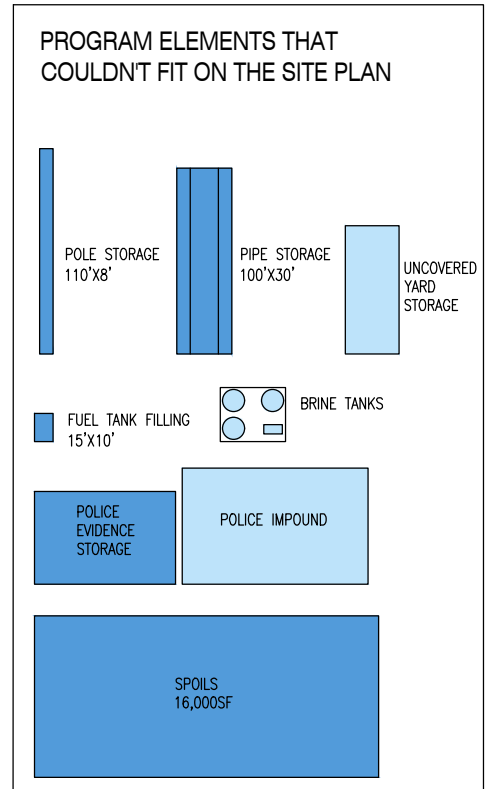 PROGRAM ELEMENTS THAT
COULDN'T FIT ON THE SITE PLAN
POLE STORAGE
110'X8'
PIPE STORAGE
100'X30'
UNCOVERED
YARD
STORAGE
FUEL TANK FILLING
15'X10'
BRINE TANKS
POLICE
EVIDENCE
STORAGE
POLICE IMPOUND
SPOILS
16,000SF